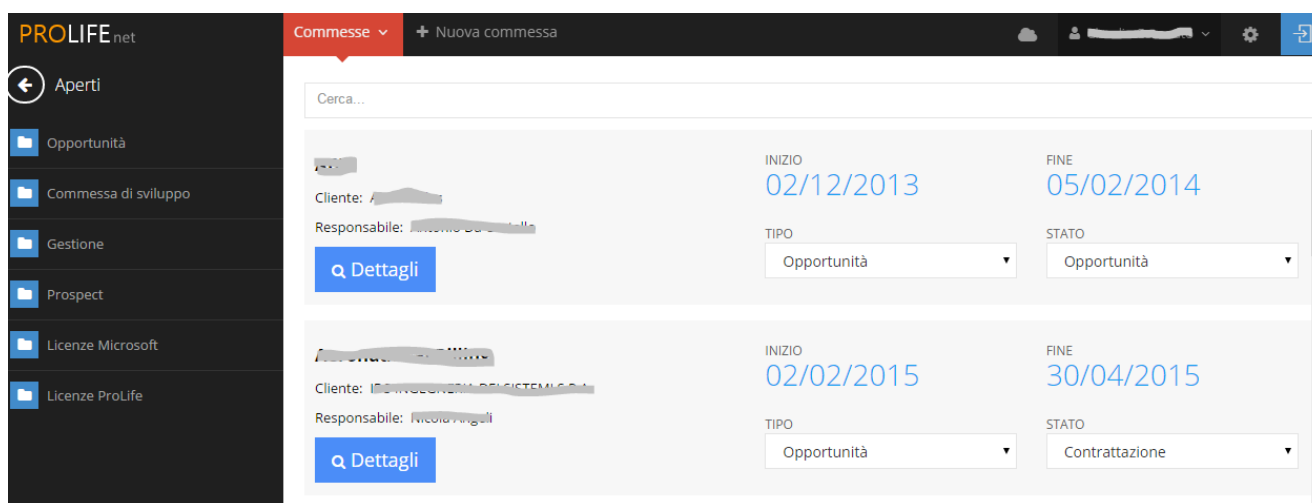 PROLIFE net
Commesse
+ Nuova commessa
Aperti
Cerca...
Opportunità
Commessa di sviluppo
Gestione
Prospect
Licenze Microsoft
Licenze ProLife
INIZIO
02/12/2013
FINE
05/02/2014
Cliente:
Responsabile:
TIPO
Opportunità
STATO
Opportunità
Dettagli
INIZIO
02/02/2015
FINE
30/04/2015
Cliente:
Responsabile:
TIPO
Opportunità
STATO
Contrattazione
Dettagli